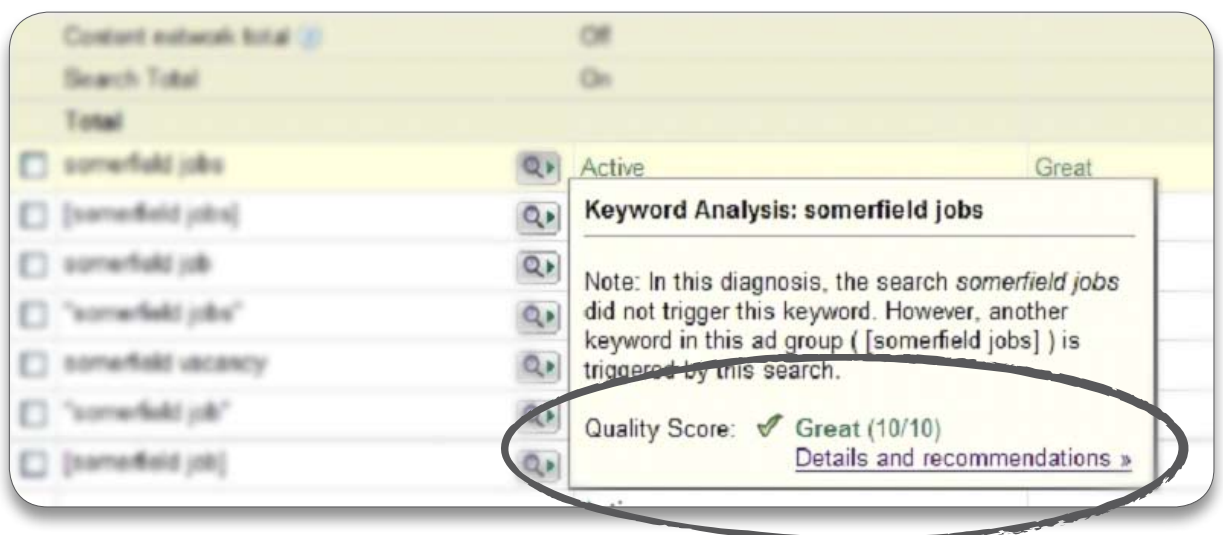 Content network total
Off
Search Total
On
Total
somerfield jobs
Active
Great
[somerfield jobs]
somerfield job
"somerfield jobs"
somerfield vacancy
"somerfield job"
[somerfield job]
Keyword Analysis: somerfield jobs
Note: In this diagnosis, the search somerfield jobs
did not trigger this keyword. However, another
keyword in this ad group ( [somerfield jobs] ) is
triggered by this search.
Quality Score: Great (10/10)
Details and recommendations »